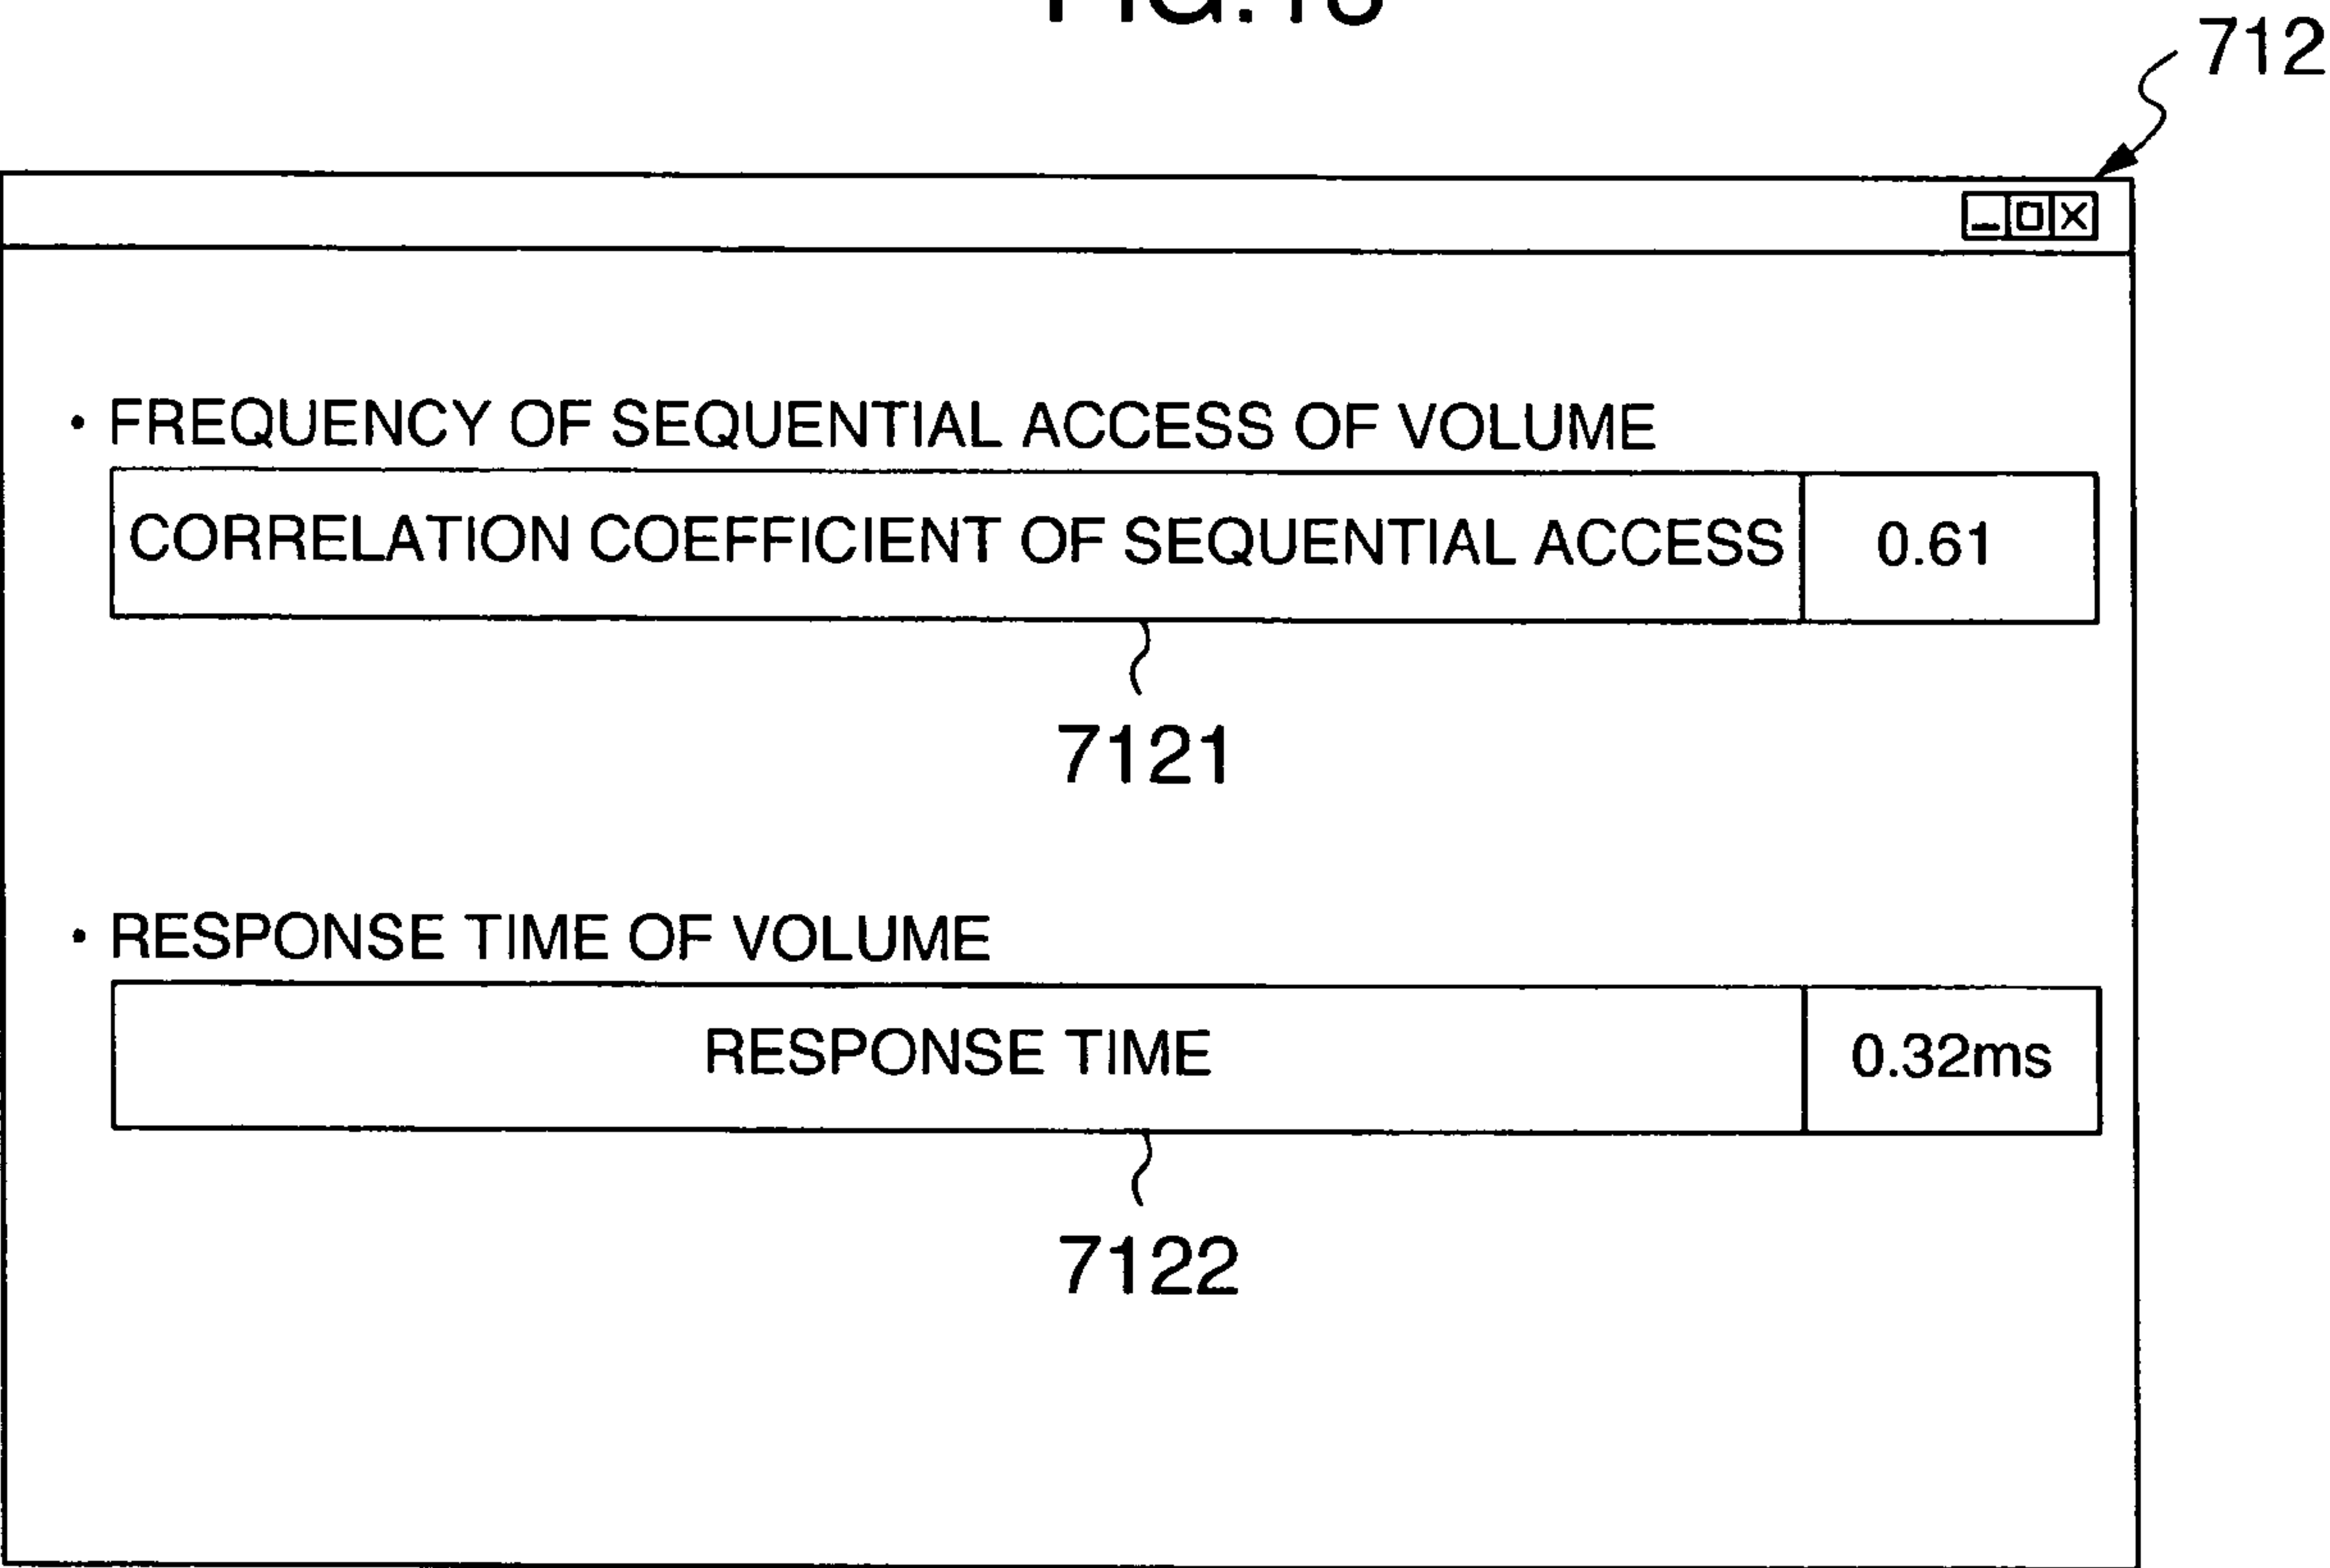 712
• FREQUENCY OF SEQUENTIAL ACCESS OF VOLUME
CORRELATION COEFFICIENT OF SEQUENTIAL ACCESS 0.61
7121
• RESPONSE TIME OF VOLUME
RESPONSE TIME 0.32ms
7122